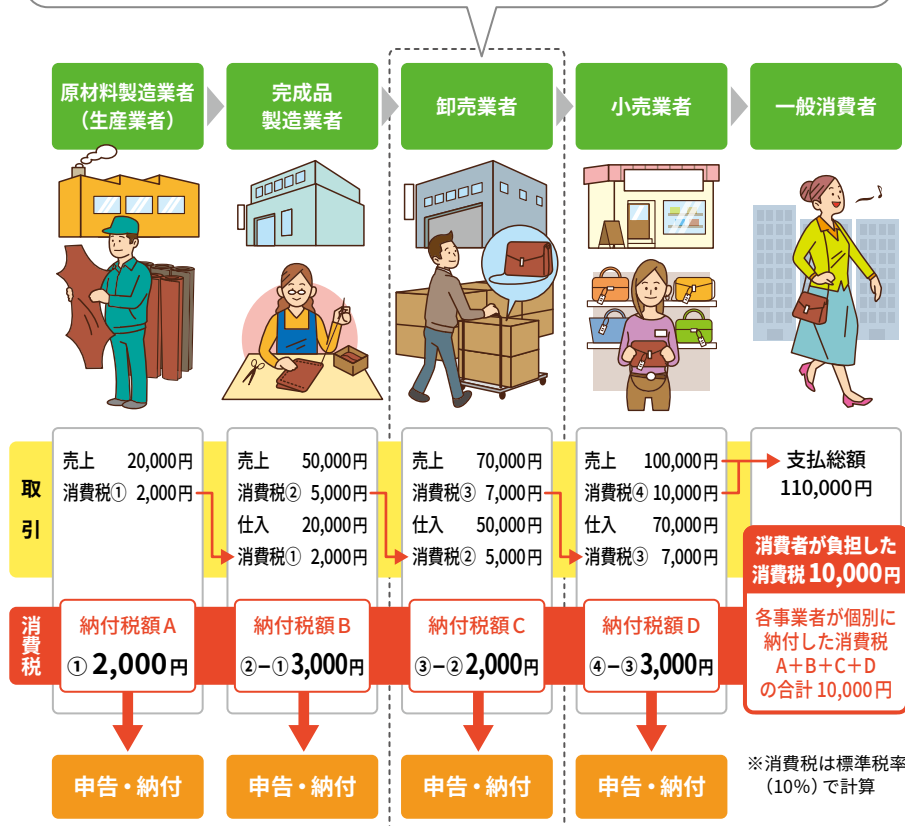 原材料製造業者
（生産業者）
完成品
製造業者
卸売業者
小売業者
一般消費者
取引
売上 20,000円
消費税① 2,000円
売上 50,000円
消費税② 5,000円
仕入 20,000円
消費税① 2,000円
売上 70,000円
消費税③ 7,000円
仕入 50,000円
消費税② 5,000円
売上 100,000円
消費税④ 10,000円
仕入 70,000円
消費税③ 7,000円
支払総額
110,000円
消費者が負担した
消費税10,000円
各事業者が個別に
納付した消費税
A＋B＋C＋D
の合計10,000円
消費税
納付税額A
①2,000円
納付税額B
②−①3,000円
納付税額C
③−②2,000円
納付税額D
④−③3,000円
申告・納付
申告・納付
申告・納付
申告・納付
※消費税は標準税率
（10%）で計算